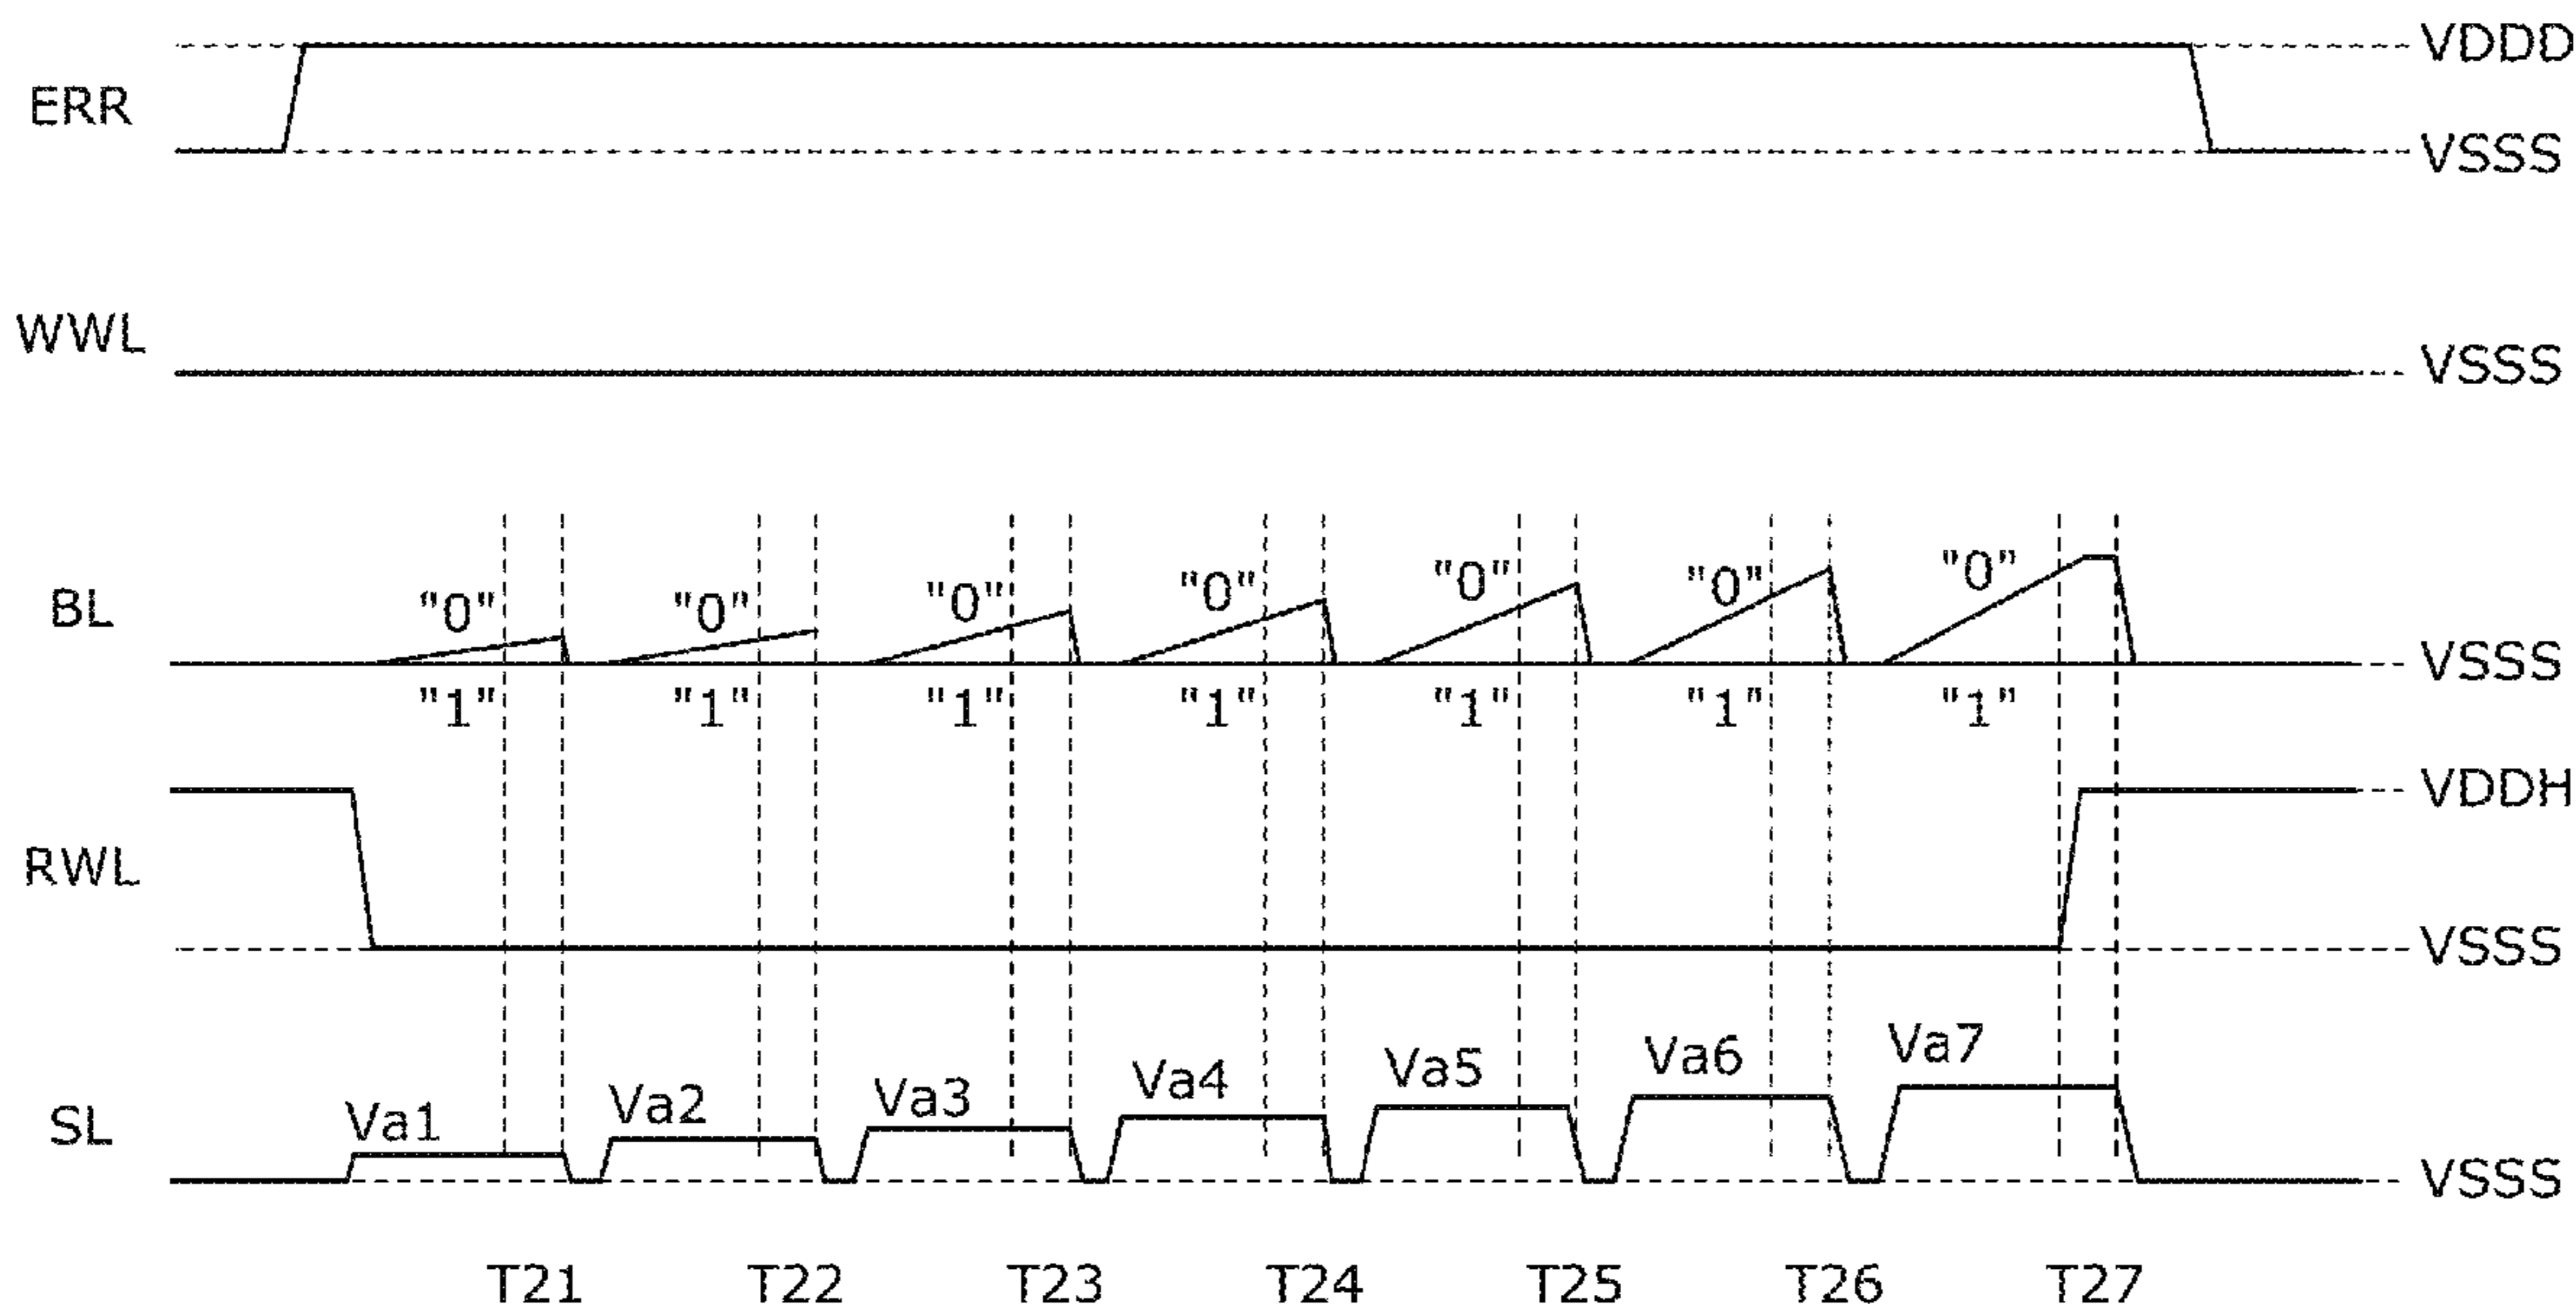 VDDD
ERR
VSSS
WWL
VSSS
"0" "0" "0" "0" "0" "0" "0"
BL
VSSS
"1" "1" "1" "1" "1" "1" "1"
VDDH
RWL
VSSS
Va1 Va2 Va3 Va4 Va5 Va6 Va7
SL
VSSS
T21 T22 T23 T24 T25 T26 T27